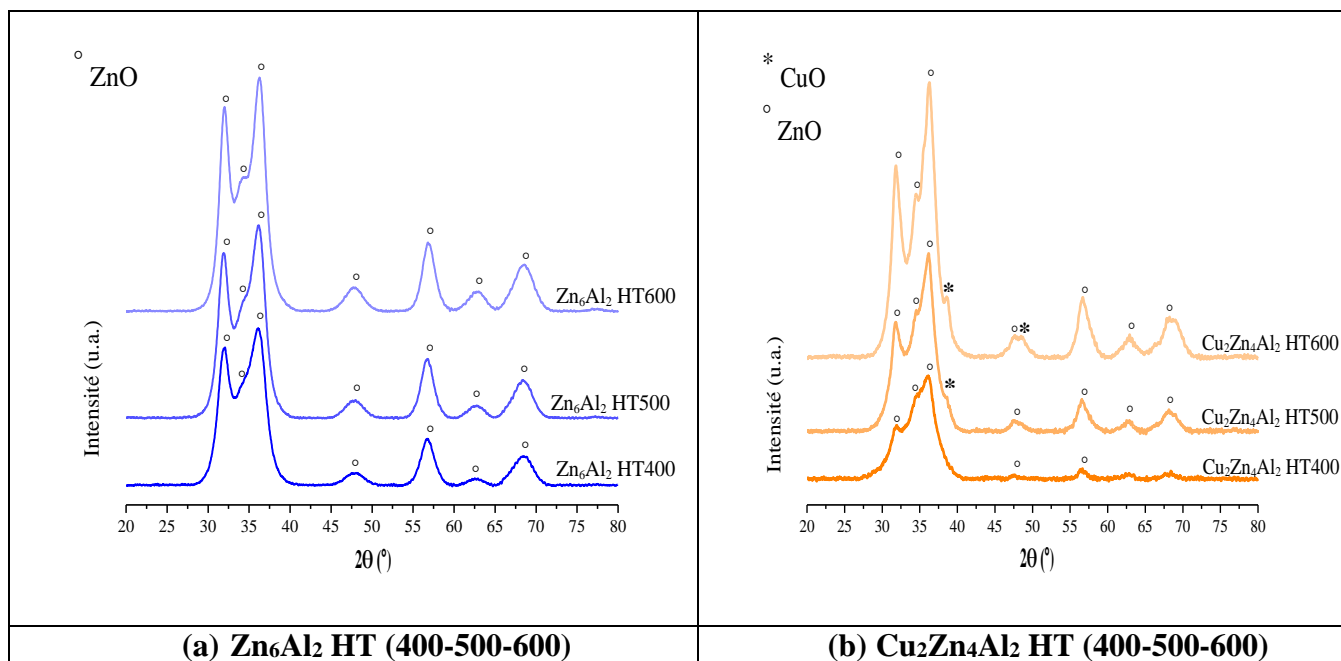 ° ZnO
Zn₆Al₂ HT600
Zn₆Al₂ HT500
Zn₆Al₂ HT400
Intensité (u.a.)
20 25 30 35 40 45 50 55 60 65 70 75 80
2θ (°)
* CuO
° ZnO
Cu₂Zn₄Al₂ HT600
Cu₂Zn₄Al₂ HT500
Cu₂Zn₄Al₂ HT400
Intensité (u.a.)
20 25 30 35 40 45 50 55 60 65 70 75 80
2θ (°)
(a) Zn₆Al₂ HT (400-500-600)
(b) Cu₂Zn₄Al₂ HT (400-500-600)